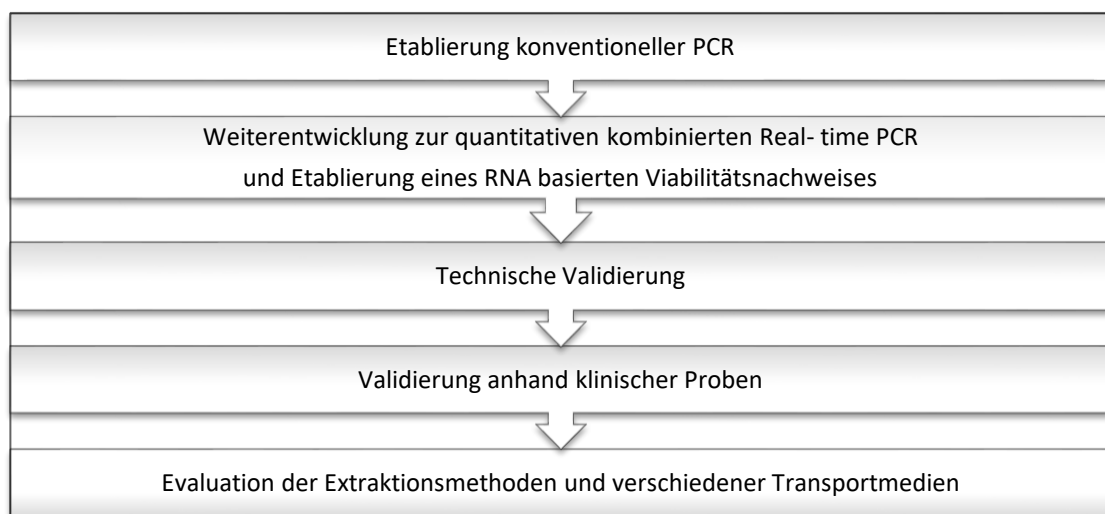 Etablierung konventioneller PCR
Weiterentwicklung zur quantitativen kombinierten Real- time PCR
und Etablierung eines RNA basierten Viabilitätsnachweises
Technische Validierung
Validierung anhand klinischer Proben
Evaluation der Extraktionsmethoden und verschiedener Transportmedien